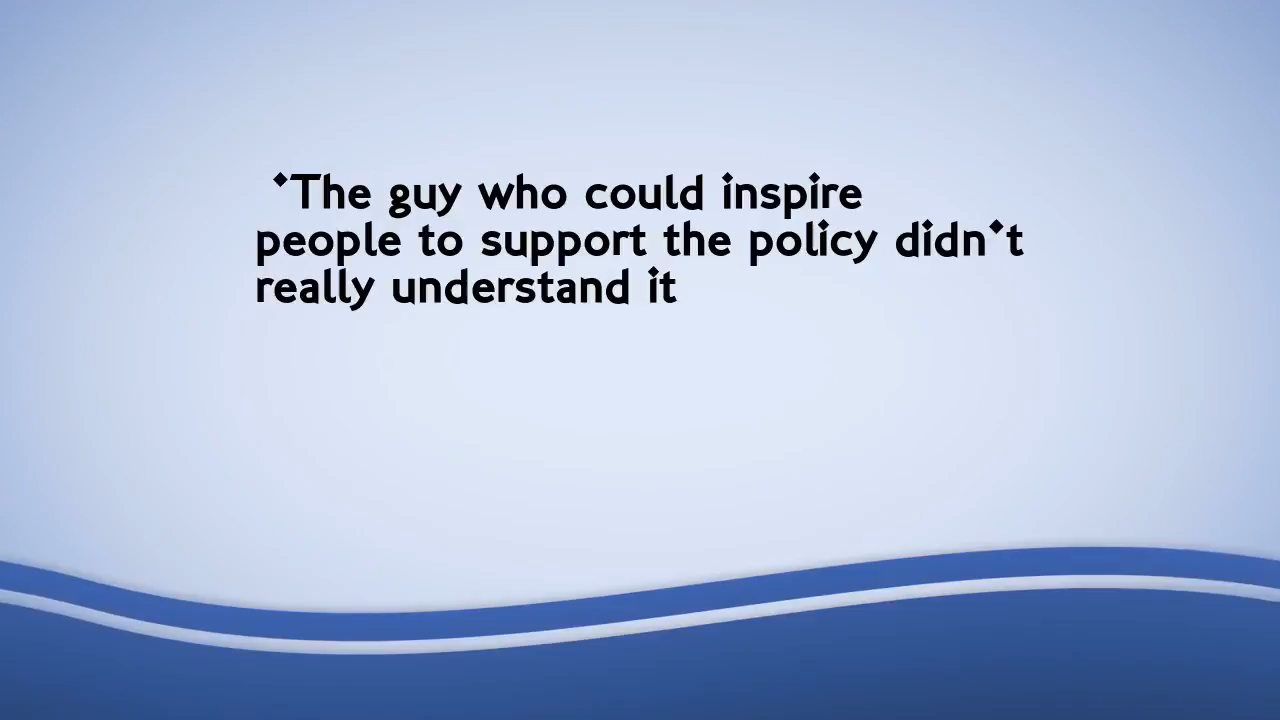 'The guy who could inspire
people to support the policy didn't
really understand it